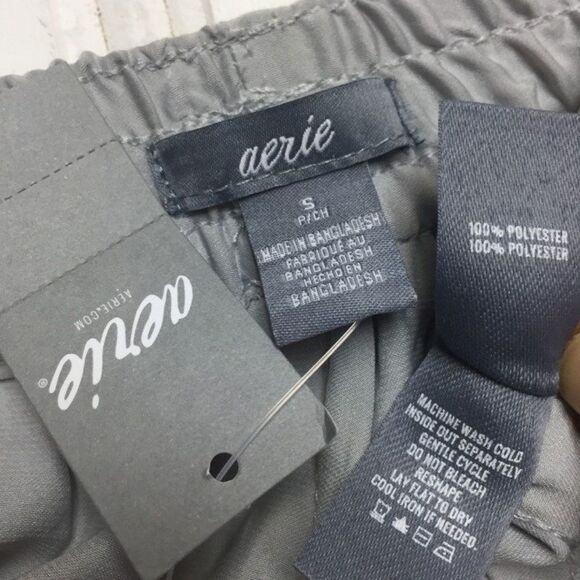 aerie
S
P/CH
MADE IN BANGLADESH
FABRIQUÉ AU
BANGLADESH
HECHO EN
BANGLADESH
aerie®
AERIE.COM
100% POLYESTER
100% POLYESTER
MACHINE WASH COLD
INSIDE OUT SEPARATELY
GENTLE CYCLE
DO NOT BLEACH
RESHAPE
LAY FLAT TO DRY
COOL IRON IF NEEDED.